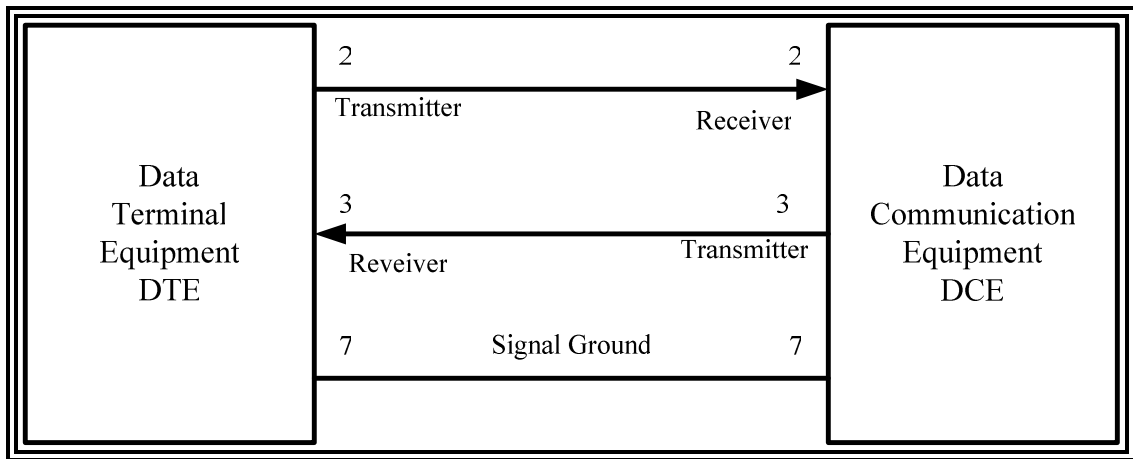 2
2
Transmitter
Receiver
Data
Terminal
Equipment
DTE
3
3
Reveiver
Transmitter
Data
Communication
Equipment
DCE
7
Signal Ground
7